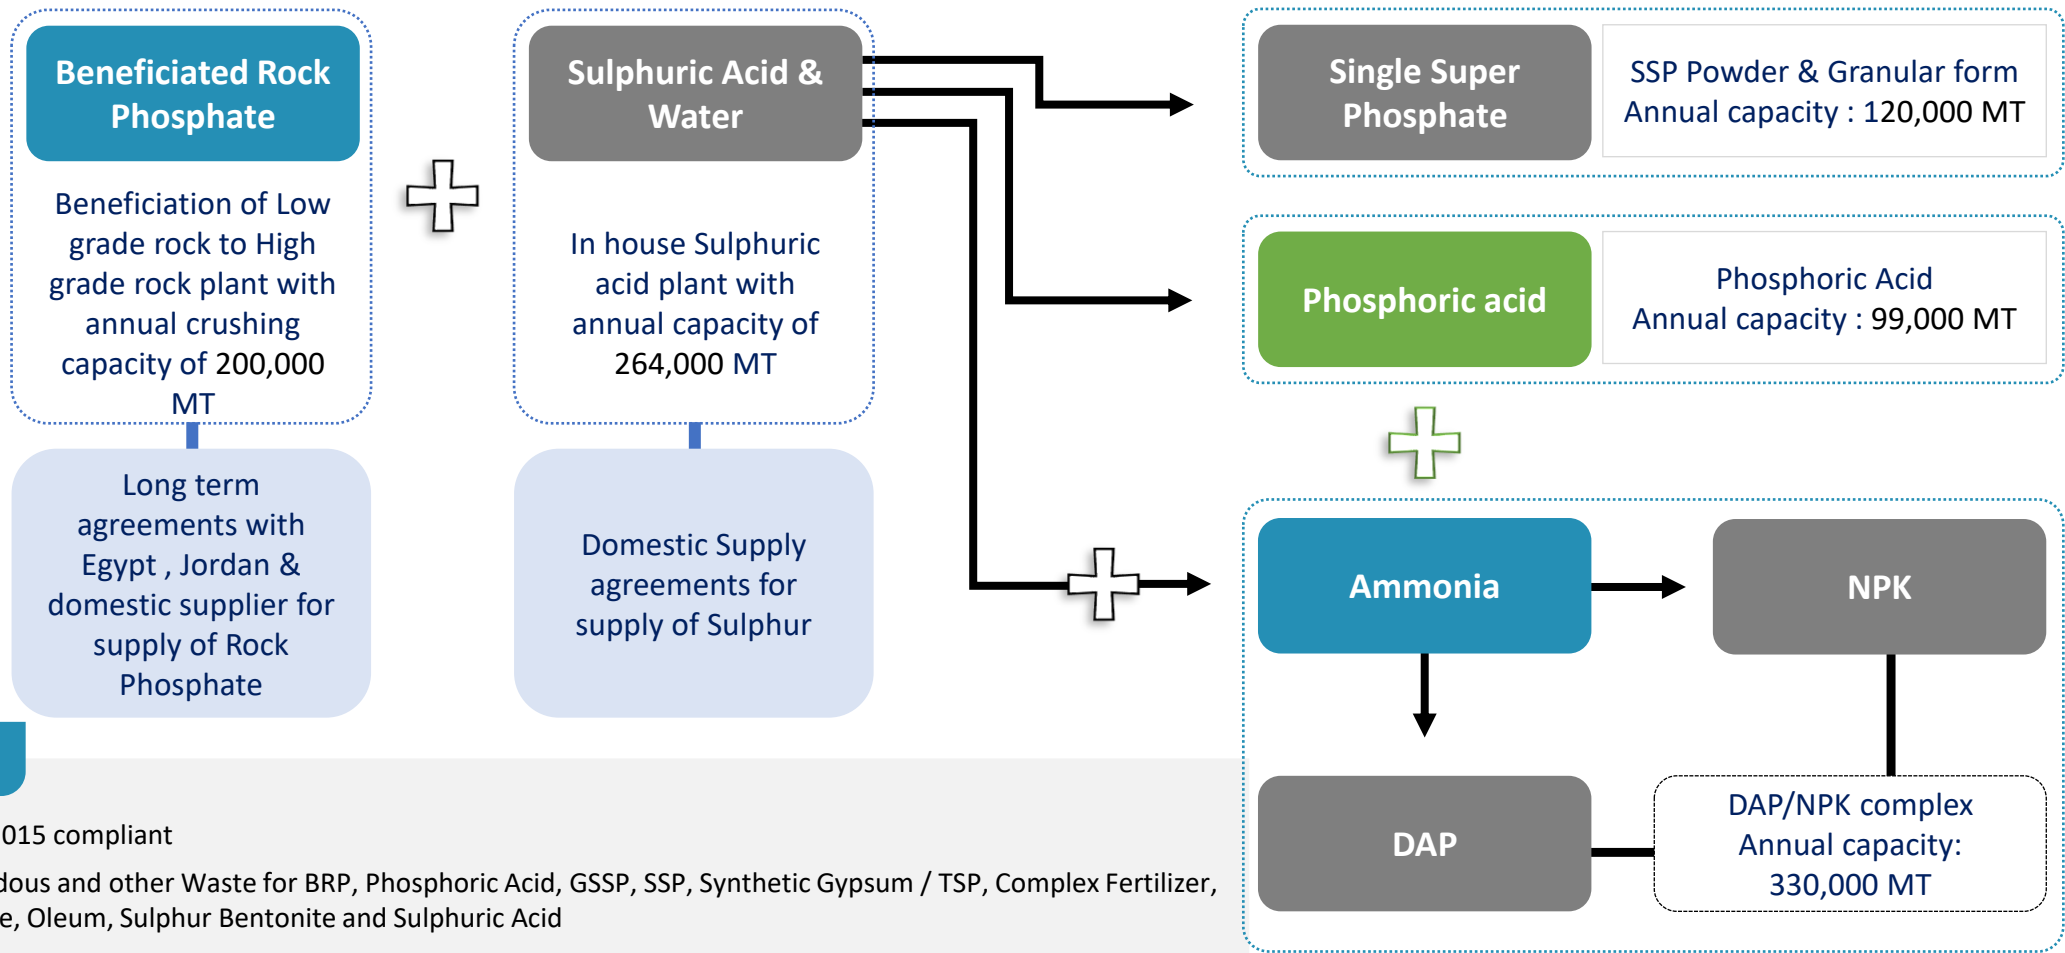 Beneficiated Rock
Phosphate
Beneficiation of Low
grade rock to High
grade rock plant with
annual crushing
capacity of 200,000
MT
Long term
agreements with
Egypt , Jordan &
domestic supplier for
supply of Rock
Phosphate
Sulphuric Acid &
Water
In house Sulphuric
acid plant with
annual capacity of
264,000 MT
Domestic Supply
agreements for
supply of Sulphur
Single Super
Phosphate
SSP Powder & Granular form
Annual capacity : 120,000 MT
Phosphoric acid
Phosphoric Acid
Annual capacity : 99,000 MT
Ammonia
NPK
DAP
DAP/NPK complex
Annual capacity:
330,000 MT
015 compliant
dous and other Waste for BRP, Phosphoric Acid, GSSP, SSP, Synthetic Gypsum / TSP, Complex Fertilizer,
e, Oleum, Sulphur Bentonite and Sulphuric Acid